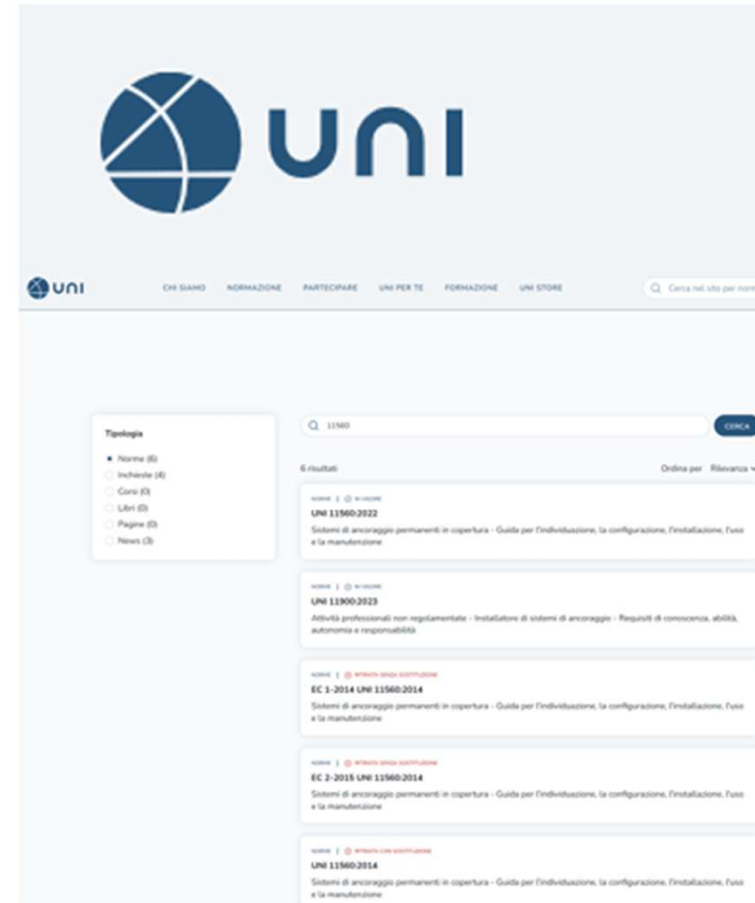 UNI
UNI
CHI SIAMO NORMAZIONE PARTECIPARE UNI PER TE FORMAZIONE UNI STORE
Cerca nel sito per norm
Tipologia
Norme (6)
Inchieste (4)
Corsi (0)
Libri (0)
Pagine (0)
News (3)
11560
CERCA
6 risultati
Ordina per Rilevanza
NORME | IN VIGORE
UNI 11560:2022
Sistemi di ancoraggio permanenti in copertura - Guida per l'individuazione, la configurazione, l'installazione, l'uso
e la manutenzione
NORME | IN VIGORE
UNI 11900:2023
Attività professionali non regolamentate - Installatore di sistemi di ancoraggio - Requisiti di conoscenza, abilità,
autonomia e responsabilità
NORME | RITIRATA SENZA SOSTITUZIONE
EC 1-2014 UNI 11560:2014
Sistemi di ancoraggio permanenti in copertura - Guida per l'individuazione, la configurazione, l'installazione, l'uso
e la manutenzione
NORME | RITIRATA SENZA SOSTITUZIONE
EC 2-2015 UNI 11560:2014
Sistemi di ancoraggio permanenti in copertura - Guida per l'individuazione, la configurazione, l'installazione, l'uso
e la manutenzione
NORME | RITIRATA CON SOSTITUZIONE
UNI 11560:2014
Sistemi di ancoraggio permanenti in copertura - Guida per l'individuazione, la configurazione, l'installazione, l'uso
e la manutenzione